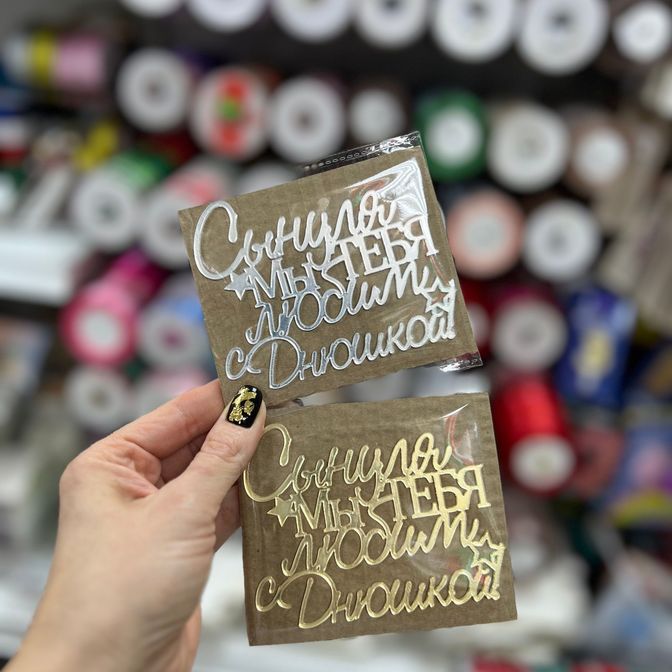 Сынуля
МЫ ТЕБЯ
любим
с Днюшкой!
Сынуля
МЫ ТЕБЯ
любим
с Днюшкой!